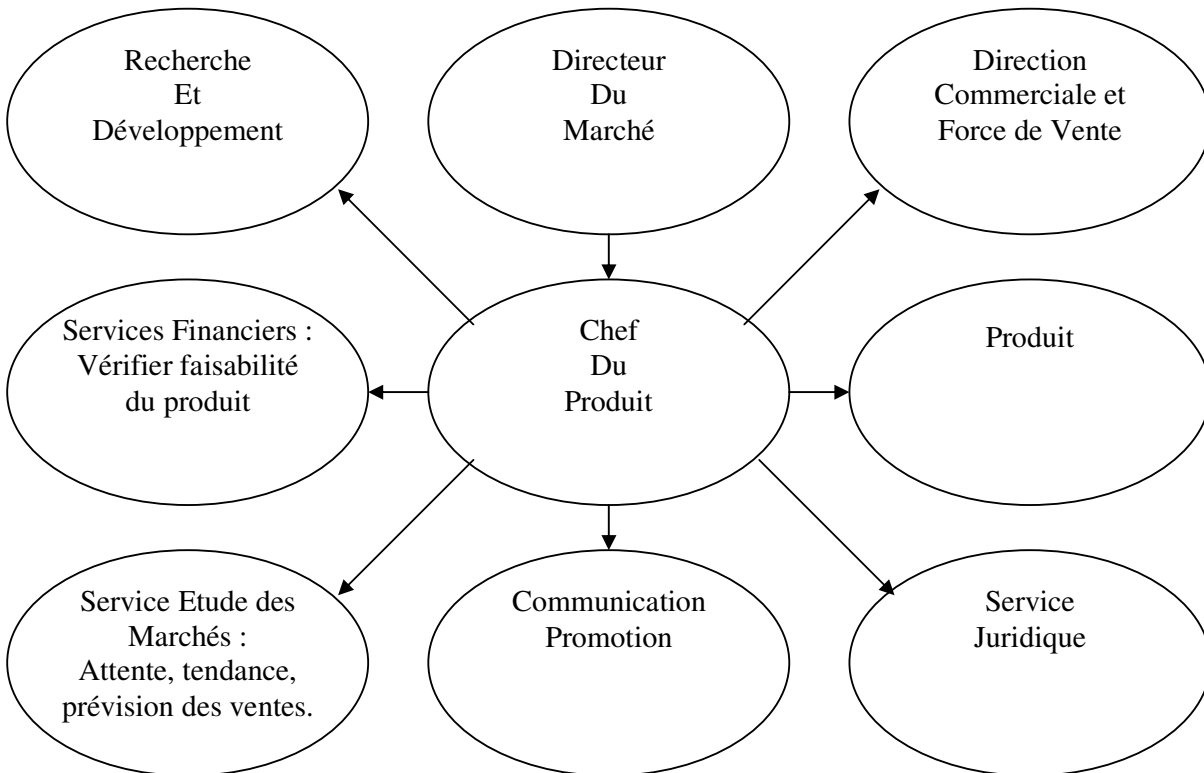 Recherche
Et
Développement
Directeur
Du
Marché
Direction
Commerciale et
Force de Vente
Services Financiers :
Vérifier faisabilité
du produit
Chef
Du
Produit
Produit
Service Etude des
Marchés :
Attente, tendance,
prévision des ventes.
Communication
Promotion
Service
Juridique